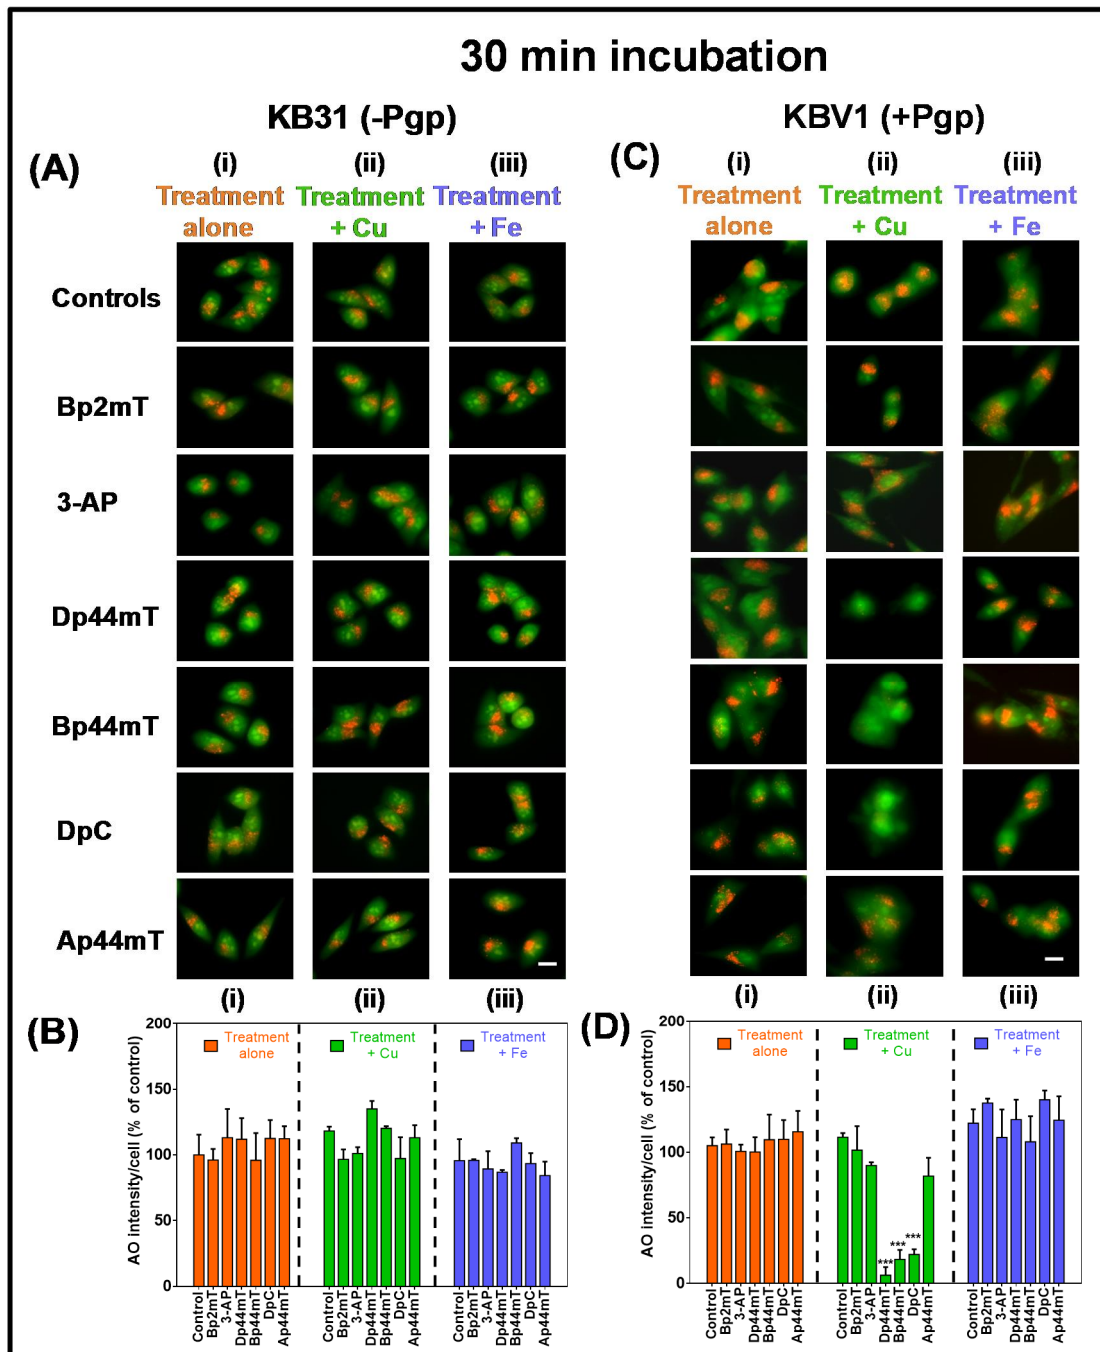 30 min incubation
KB31 (-Pgp)
KBV1 (+Pgp)
(A)
(i)
(ii)
(iii)
Treatment
alone
Treatment
+ Cu
Treatment
+ Fe
(C)
(i)
(ii)
(iii)
Treatment
alone
Treatment
+ Cu
Treatment
+ Fe
Controls
Bp2mT
3-AP
Dp44mT
Bp44mT
DpC
Ap44mT
(B)
(i)
(ii)
(iii)
AO intensity/cell (% of control)
200
150
100
50
0
Treatment
alone
Treatment
+ Cu
Treatment
+ Fe
Control
Bp2mT
3-AP
Dp44mT
Bp44mT
DpC
Ap44mT
Control
Bp2mT
3-AP
Dp44mT
Bp44mT
DpC
Ap44mT
Control
Bp2mT
3-AP
Dp44mT
Bp44mT
DpC
Ap44mT
(D)
(i)
(ii)
(iii)
AO intensity/cell (% of control)
200
150
100
50
0
Treatment
alone
Treatment
+ Cu
Treatment
+ Fe
***
***
***
Control
Bp2mT
3-AP
Dp44mT
Bp44mT
DpC
Ap44mT
Control
Bp2mT
3-AP
Dp44mT
Bp44mT
DpC
Ap44mT
Control
Bp2mT
3-AP
Dp44mT
Bp44mT
DpC
Ap44mT